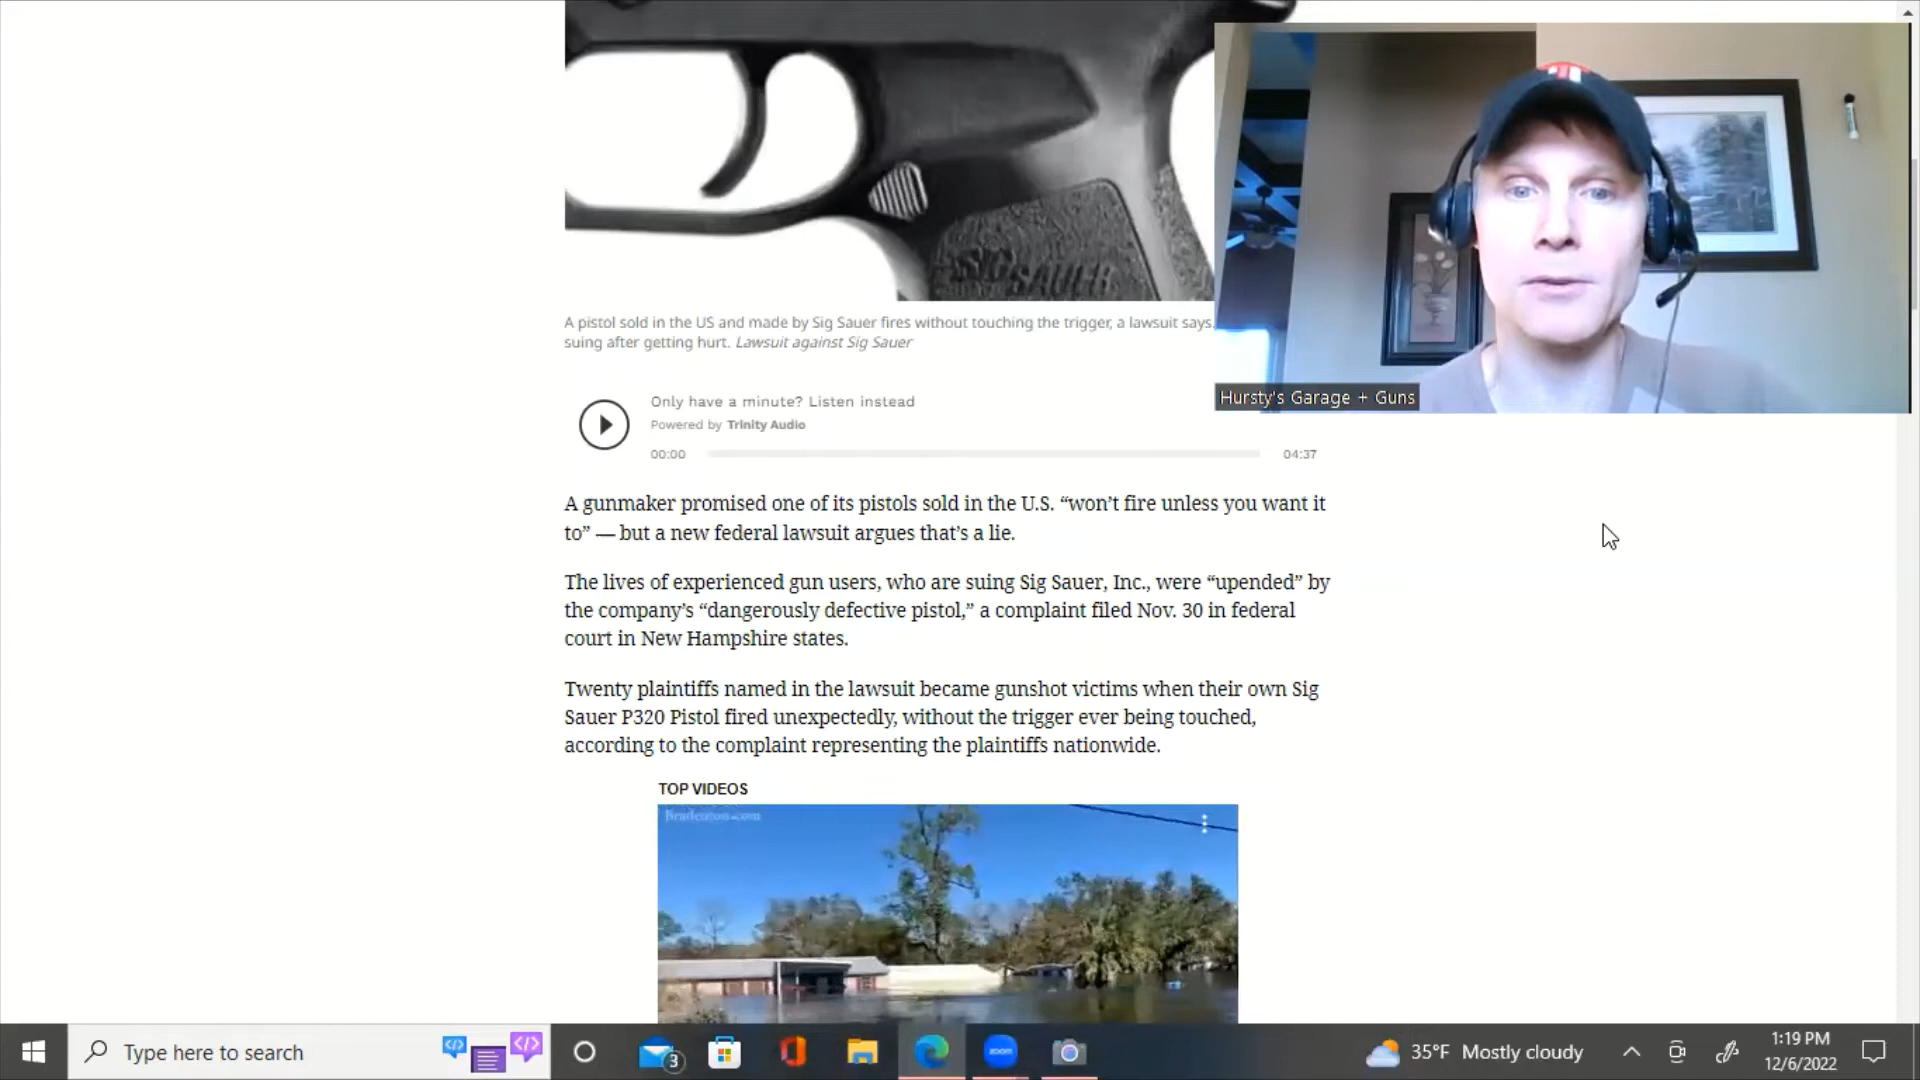 SIG SAUER
A pistol sold in the US and made by Sig Sauer fires without touching the trigger, a lawsuit says.
suing after getting hurt. Lawsuit against Sig Sauer
Hursty's Garage + Guns
Only have a minute? Listen instead
Powered by Trinity Audio
00:00
04:37
A gunmaker promised one of its pistols sold in the U.S. “won’t fire unless you want it
to” — but a new federal lawsuit argues that’s a lie.
The lives of experienced gun users, who are suing Sig Sauer, Inc., were “upended” by
the company’s “dangerously defective pistol,” a complaint filed Nov. 30 in federal
court in New Hampshire states.
Twenty plaintiffs named in the lawsuit became gunshot victims when their own Sig
Sauer P320 Pistol fired unexpectedly, without the trigger ever being touched,
according to the complaint representing the plaintiffs nationwide.
TOP VIDEOS
Bradenton.com
Type here to search
3
zoom
35°F Mostly cloudy
1:19 PM
12/6/2022